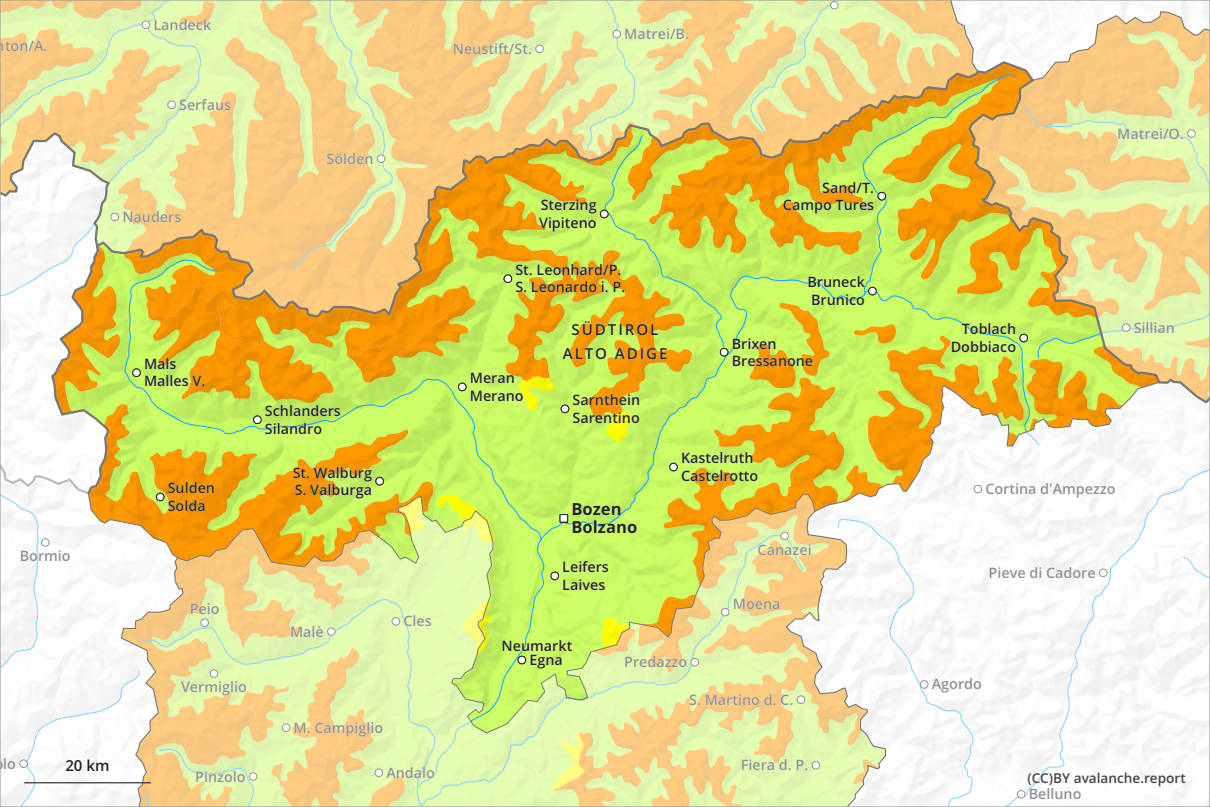 Landeck
Matrei/B.
nton/A.
Neustift/St.
Serfaus
Matrei/O.
Sölden
Sand/T.
Campo Tures
Sterzing
Vipiteno
Nauders
St. Leonhard/P.
S. Leonardo i. P.
Bruneck
Brunico
SÜDTIROL
ALTO ADIGE
Toblach
Dobbiaco
Sillian
Brixen
Bressanone
Mals
Malles V.
Meran
Merano
Sarnthein
Sarentino
Schlanders
Silandro
Kastelruth
Castelrotto
St. Walburg
S. Valburga
Sulden
Solda
Cortina d'Ampezzo
Bozen
Bolzano
Bormio
Canazei
Leifers
Laives
Pieve di Cadore
Peio
Moena
Cles
Malè
Neumarkt
Egna
Predazzo
Vermiglio
Agordo
S. Martino d. C.
M. Campiglio
20 km
olo
Pinzolo
Andalo
Fiera d. P.
(CC)BY avalanche.report
Belluno